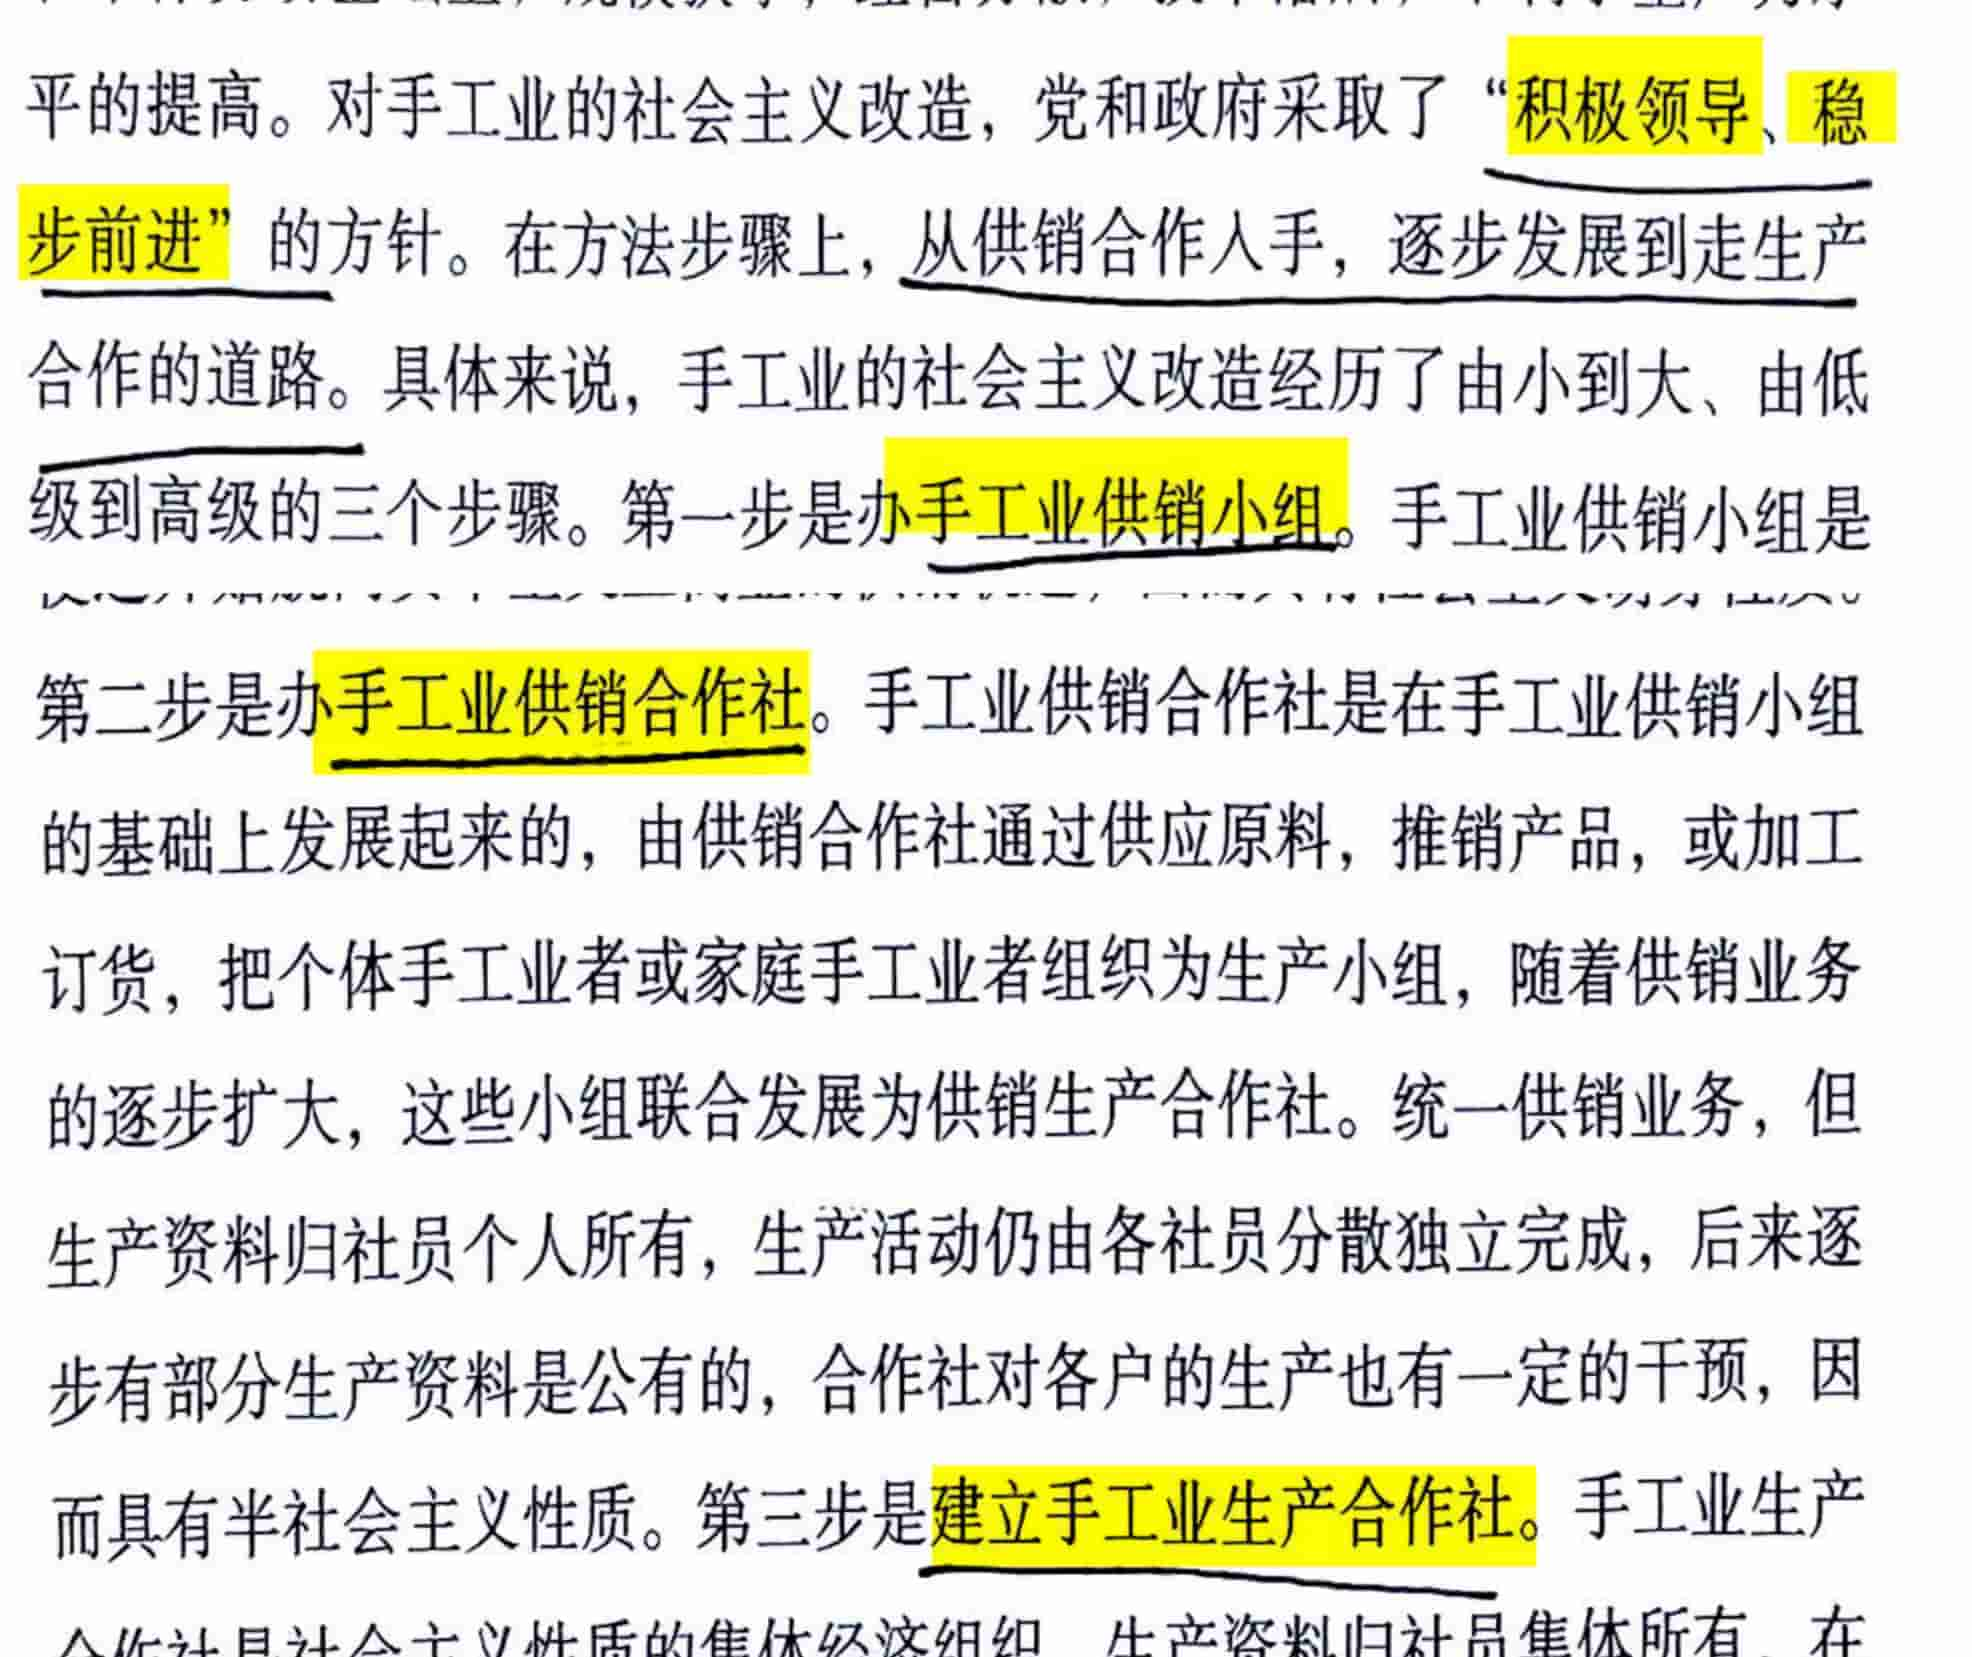 平的提高。对手工业的社会主义改造，党和政府采取了“积极领导、稳
步前进”的方针。在方法步骤上，从供销合作入手，逐步发展到走生产
合作的道路。具体来说，手工业的社会主义改造经历了由小到大、由低
级到高级的三个步骤。第一步是办手工业供销小组。手工业供销小组是
第二步是办手工业供销合作社。手工业供销合作社是在手工业供销小组
的基础上发展起来的，由供销合作社通过供应原料，推销产品，或加工
订货，把个体手工业者或家庭手工业者组织为生产小组，随着供销业务
的逐步扩大，这些小组联合发展为供销生产合作社。统一供销业务，但
生产资料归社员个人所有，生产活动仍由各社员分散独立完成，后来逐
步有部分生产资料是公有的，合作社对各户的生产也有一定的干预，因
而具有半社会主义性质。第三步是建立手工业生产合作社。手工业生产
合作社是社会主义性质的集体经济组织，生产资料归社员集体所有，在